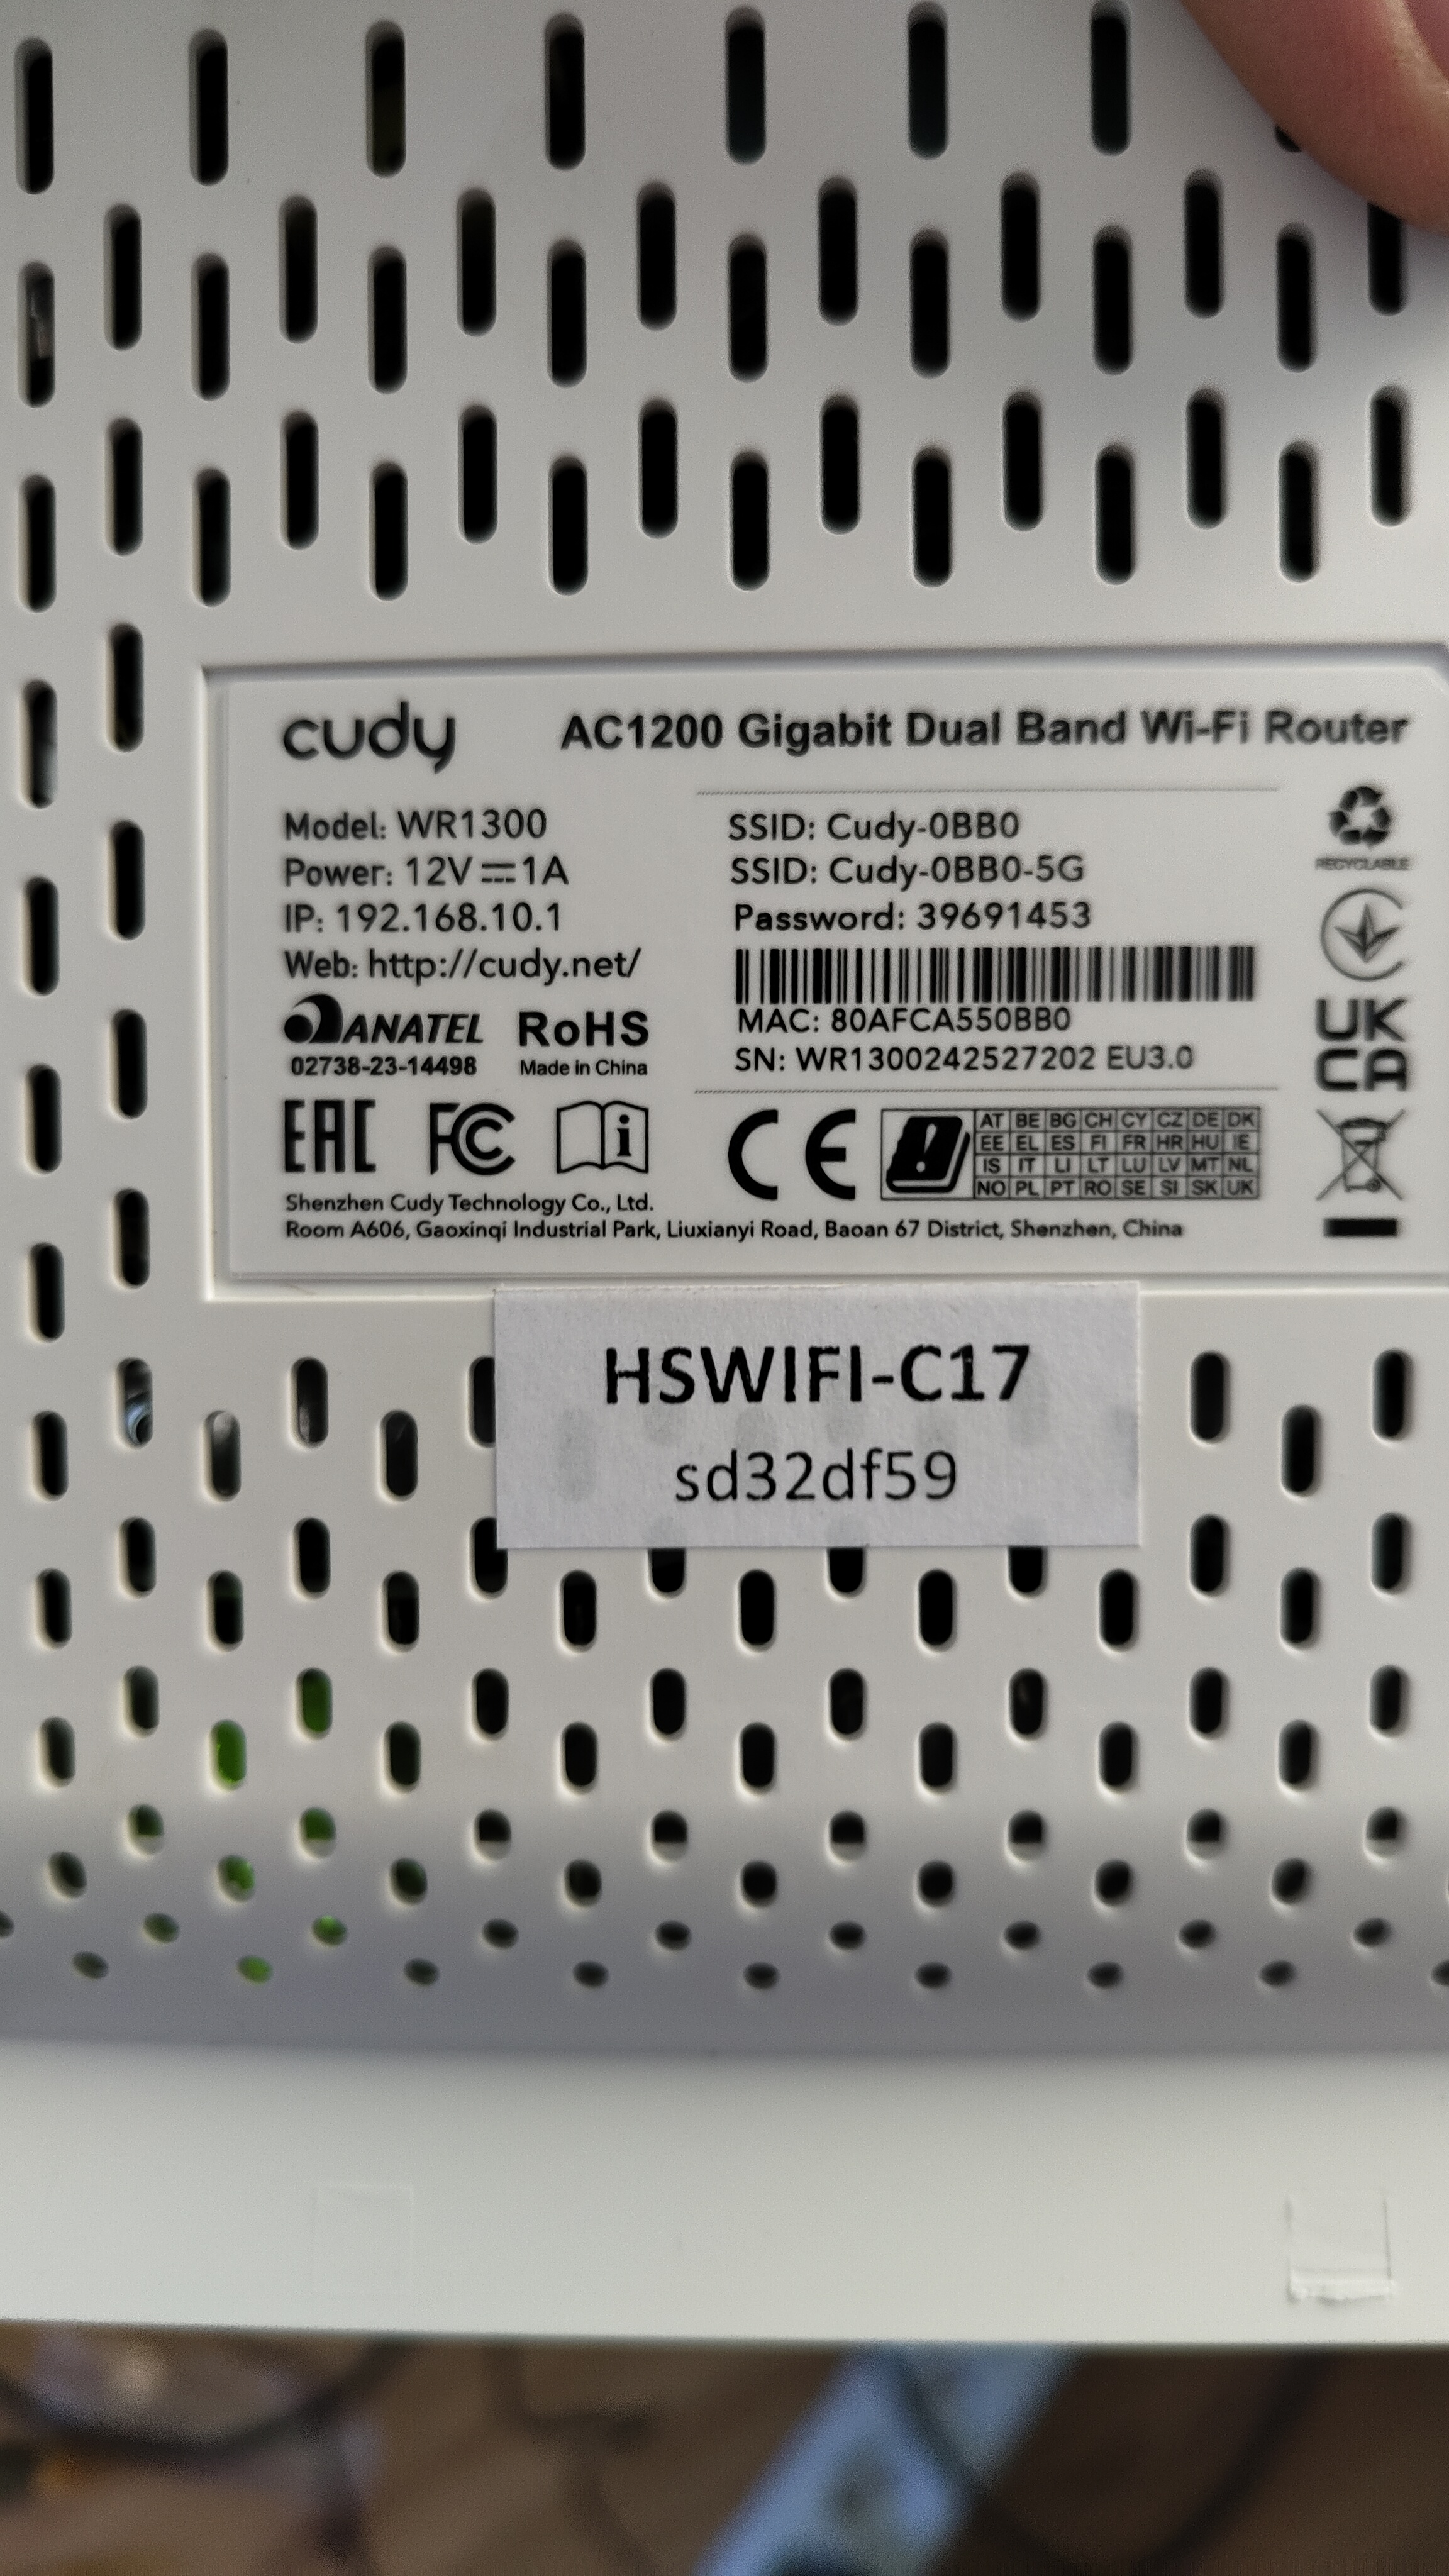 cudy
AC1200 Gigabit Dual Band Wi-Fi Router
Model: WR1300
Power: 12V⎓1A
IP: 192.168.10.1
Web: http://cudy.net/
ANATEL
02738-23-14498
RoHS
Made in China
EAC FC i
SSID: Cudy-0BB0
SSID: Cudy-0BB0-5G
Password: 39691453
MAC: 80AFCA550BB0
SN: WR1300242527202 EU3.0
CE
!
AT BE BG CH CY CZ DE DK
EE EL ES FI FR HR HU IE
IS IT LI LT LU LV MT NL
NO PL PT RO SE SI SK UK
RECYCLABLE
UK
CA
Shenzhen Cudy Technology Co., Ltd.
Room A606, Gaoxinqi Industrial Park, Liuxianyi Road, Baoan 67 District, Shenzhen, China
HSWIFI-C17
sd32df59